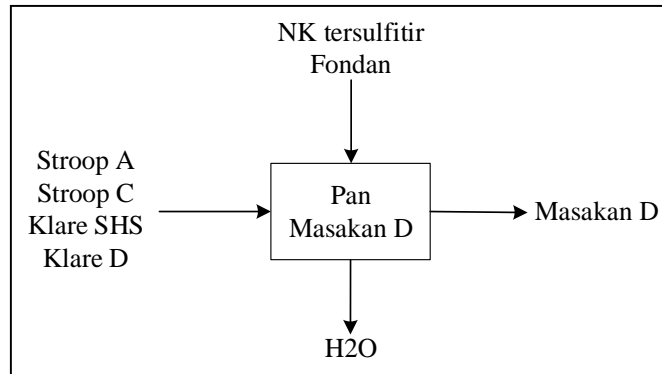 NK tersulfitir
Fondan
Stroop A
Stroop C
Klare SHS
Klare D
Pan
Masakan D
Masakan D
H2O